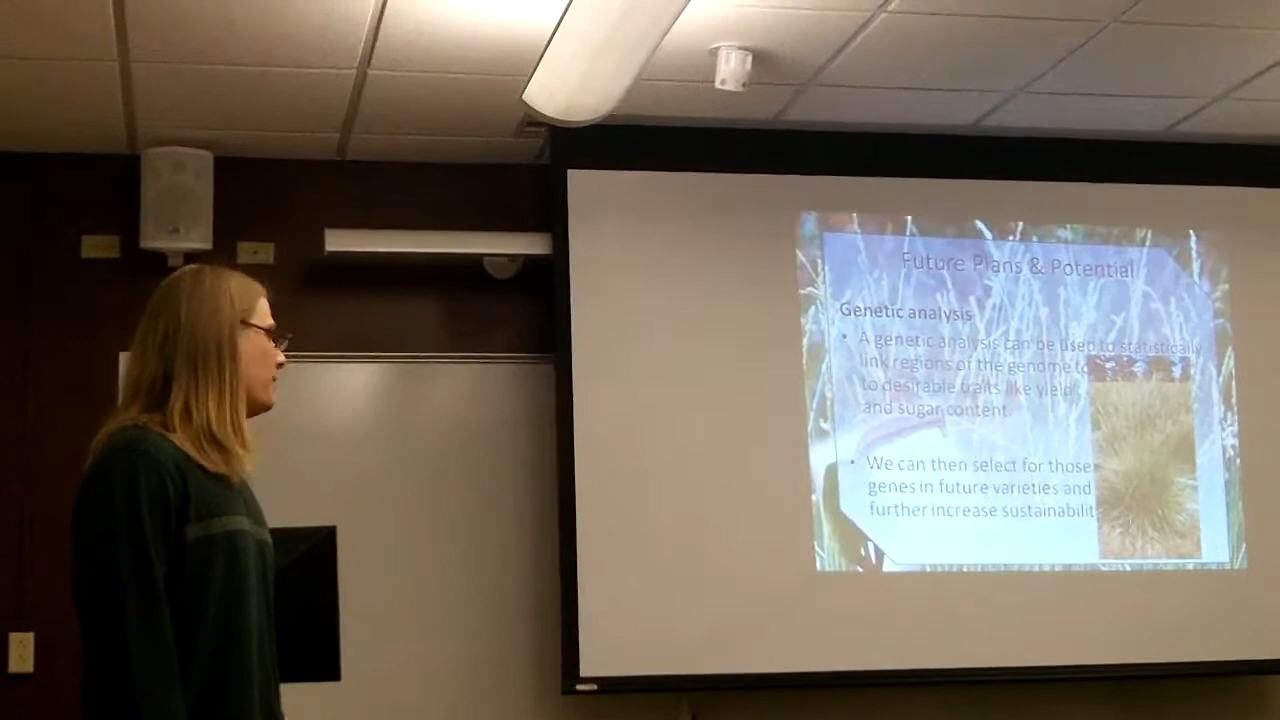 Future Plans & Potential
Genetic analysis
• A genetic analysis can be used to statistically
link regions of the genome to
to desirable traits like yield
and sugar content.
• We can then select for those
genes in future varieties and
further increase sustainabilit